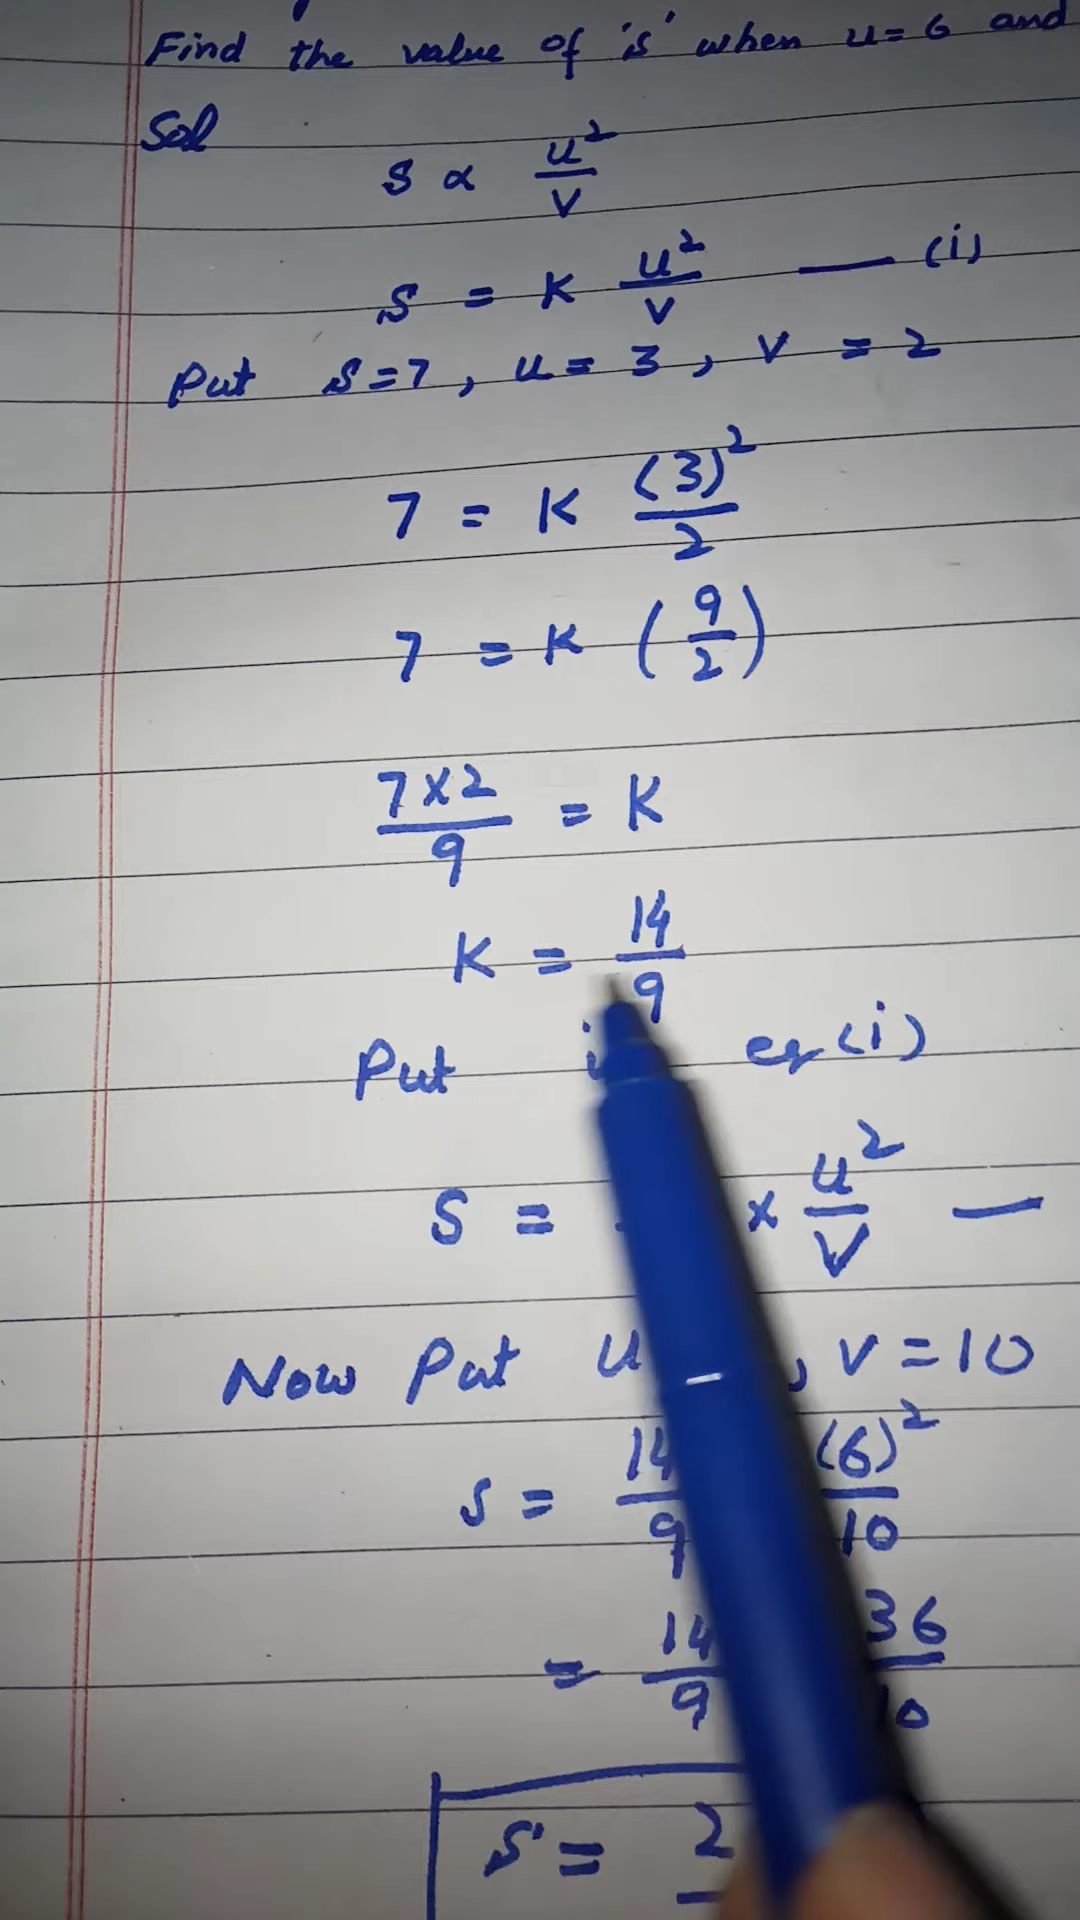 Find the value of 's' when u = 6 and
Sol
S ∝ u²/v
S = K u²/v — (i)
Put S=7, u = 3, v = 2
7 = K (3)²/2
7 = K (9/2)
7×2/9 = K
K = 14/9
Put eq (i)
S = × u²/v —
Now Put u , v = 10
S = 14/9 (6)²/10
= 14/9 36/10
S =